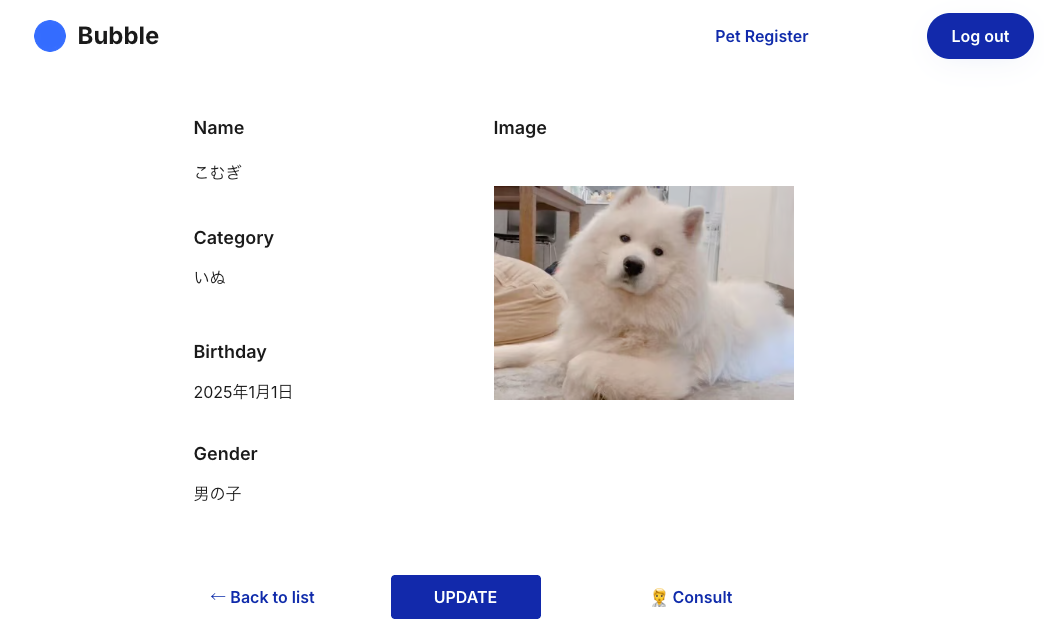 Bubble
Pet Register
Log out
Name
こむぎ
Category
いぬ
Birthday
2025年1月1日
Gender
男の子
Image
← Back to list
UPDATE
Consult